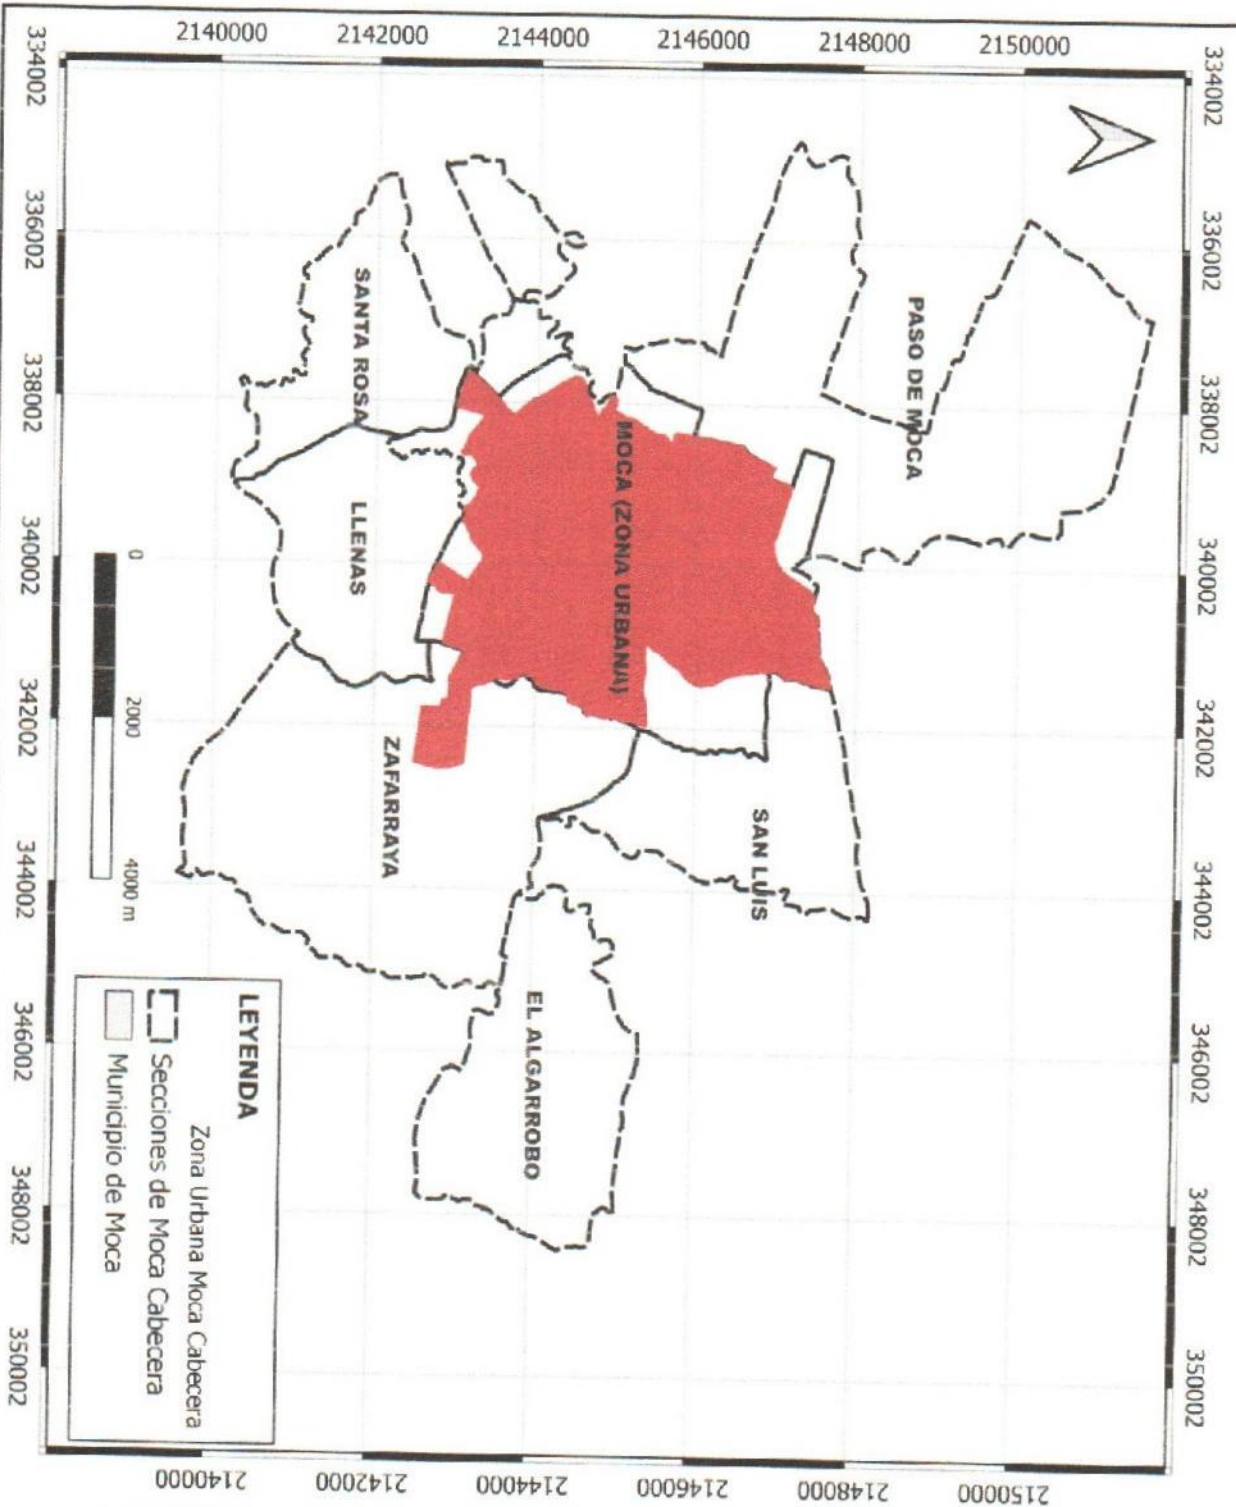 2140000
2142000
2144000
2146000
2148000
2150000
334002
336002
338002
340002
342002
344002
346002
348002
350002
334002
336002
338002
340002
342002
344002
346002
348002
350002
PASO DE MOCA
SANTA ROSA
MOCA (ZONA URBANA)
LLENAS
ZAFARRAYA
SAN LUIS
EL ALGARROBO
0
2000
4000 m
LEYENDA
Zona Urbana Moca Cabecera
Secciones de Moca Cabecera
Municipio de Moca
2140000
2142000
2144000
2146000
2148000
2150000